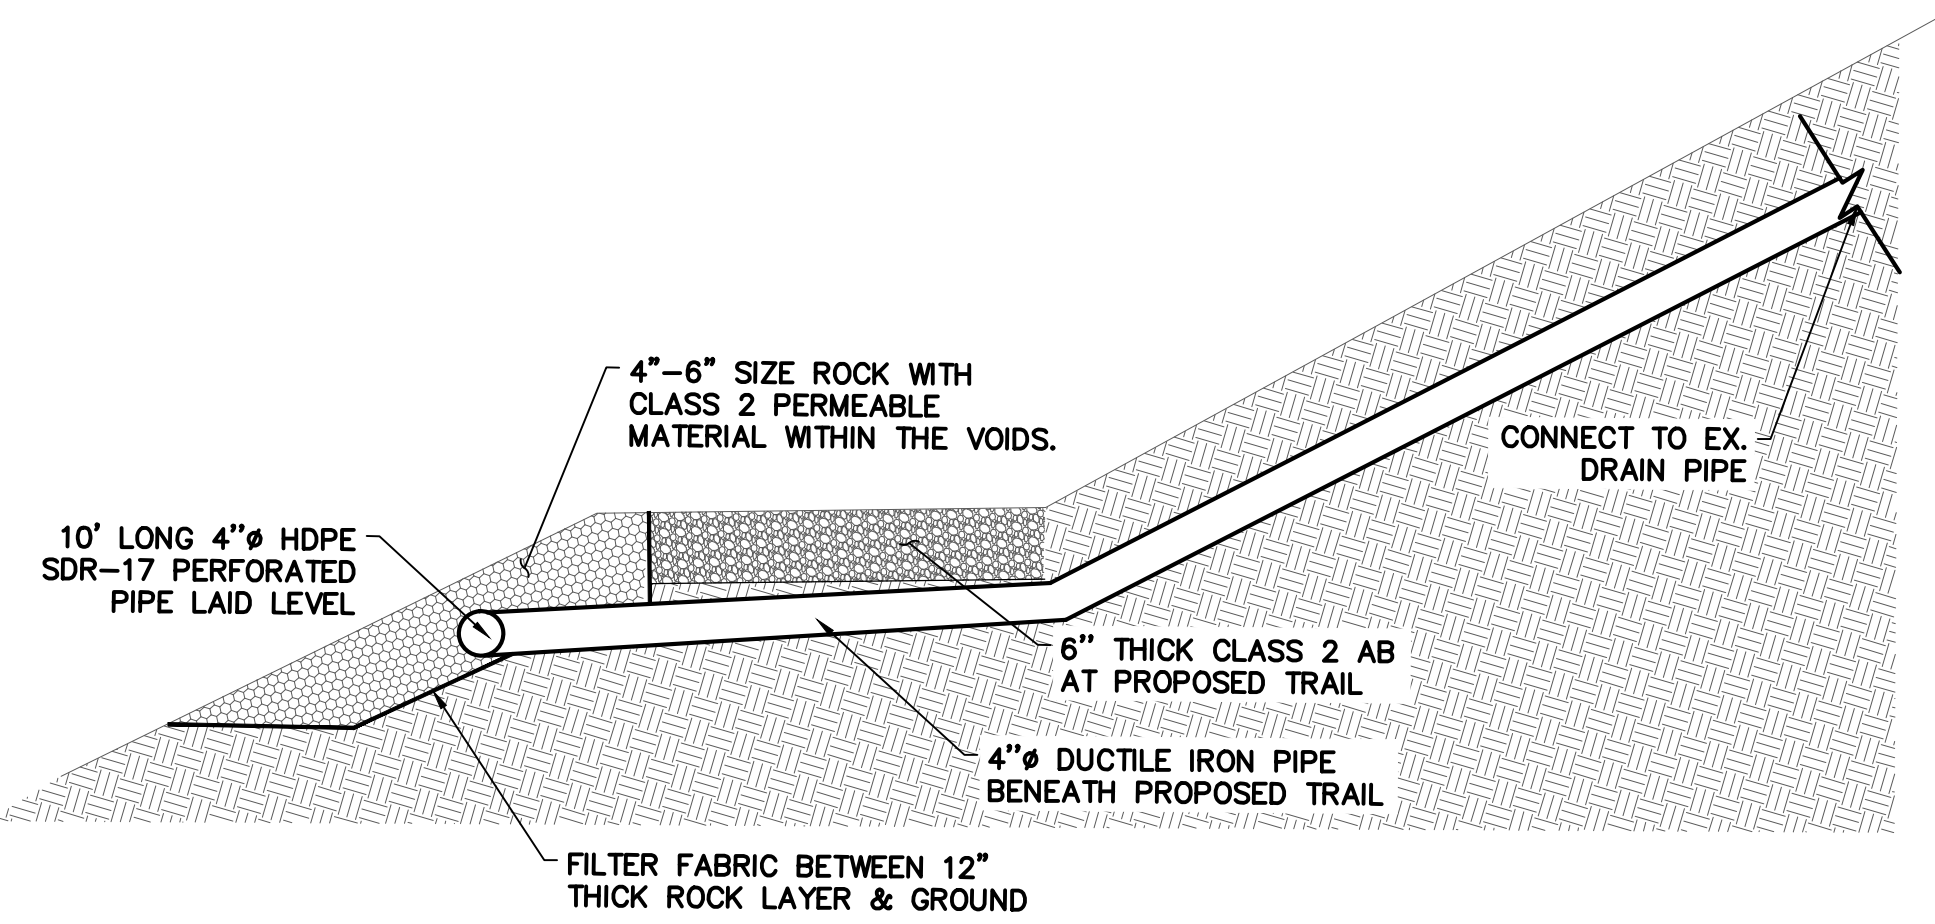 4"-6" SIZE ROCK WITH
CLASS 2 PERMEABLE
MATERIAL WITHIN THE VOIDS.
CONNECT TO EX.
DRAIN PIPE
10' LONG 4"ø HDPE
SDR-17 PERFORATED
PIPE LAID LEVEL
6" THICK CLASS 2 AB
AT PROPOSED TRAIL
4"ø DUCTILE IRON PIPE
BENEATH PROPOSED TRAIL
FILTER FABRIC BETWEEN 12"
THICK ROCK LAYER & GROUND